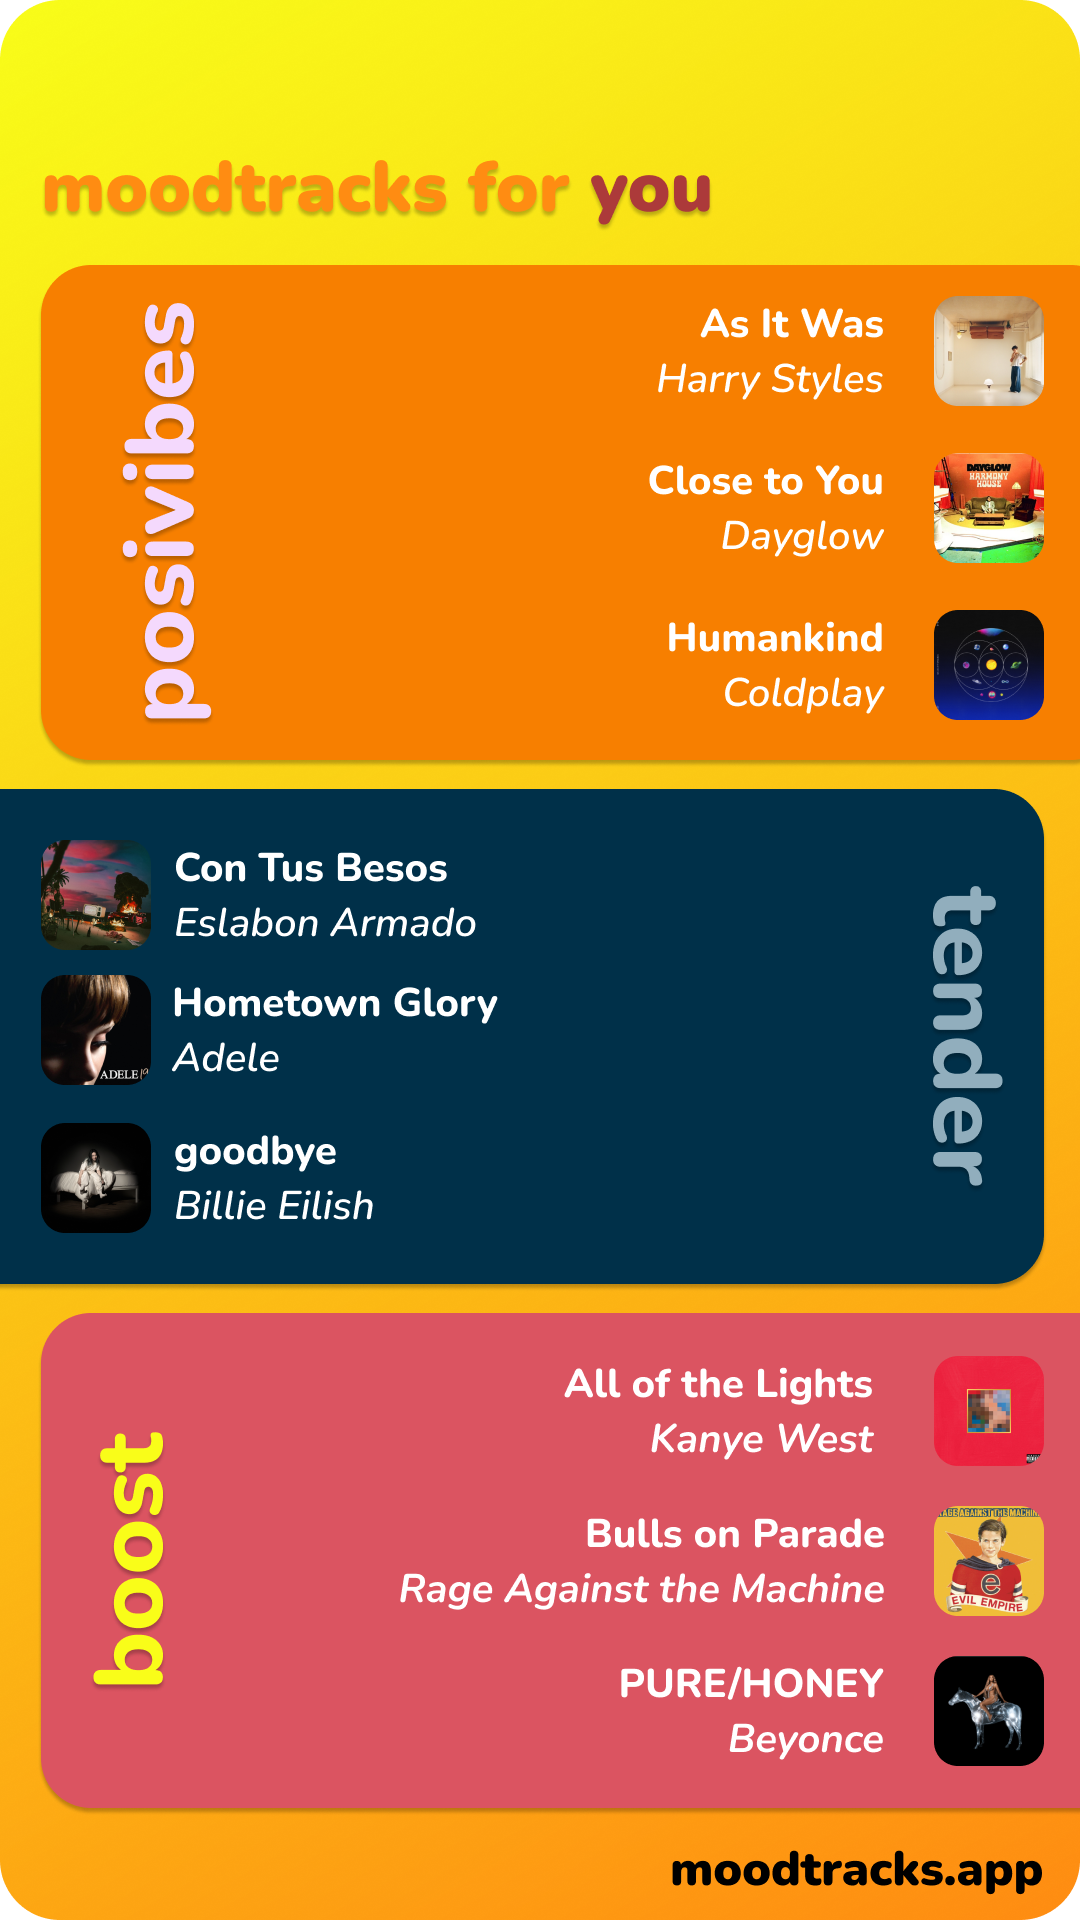 moodtracks for you
posivibes
As It Was
Harry Styles
Close to You
Dayglow
DAYGLOW
HARMONY
HOUSE
Humankind
Coldplay
Con Tus Besos
Eslabon Armado
tender
Hometown Glory
Adele
ADELE 19
goodbye
Billie Eilish
boost
All of the Lights
Kanye West
Bulls on Parade
Rage Against the Machine
RAGE AGAINST THE MACHINE
e
EVIL EMPIRE
PURE/HONEY
Beyonce
moodtracks.app